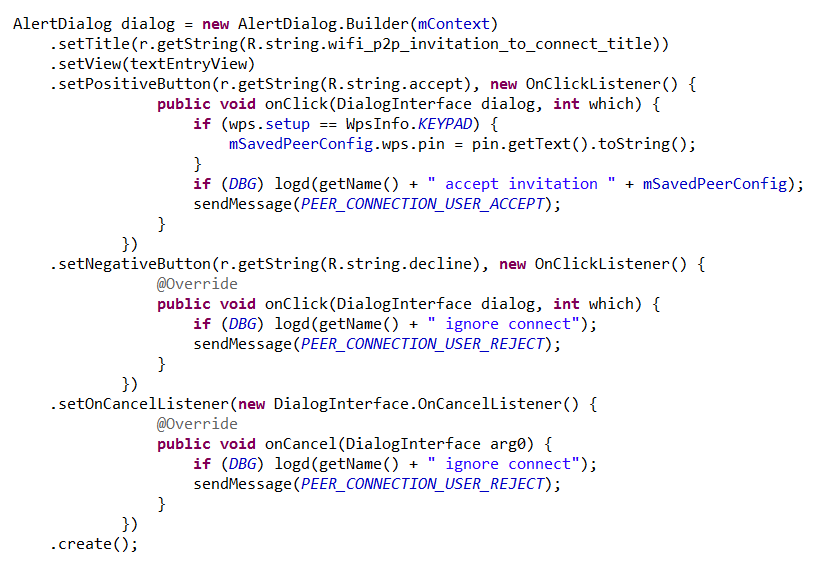 AlertDialog dialog = new AlertDialog.Builder(mContext)
    .setTitle(r.getString(R.string.wifi_p2p_invitation_to_connect_title))
    .setView(textEntryView)
    .setPositiveButton(r.getString(R.string.accept), new OnClickListener() {
                public void onClick(DialogInterface dialog, int which) {
                    if (wps.setup == WpsInfo.KEYPAD) {
                        mSavedPeerConfig.wps.pin = pin.getText().toString();
                    }
                    if (DBG) logd(getName() + " accept invitation " + mSavedPeerConfig);
                    sendMessage(PEER_CONNECTION_USER_ACCEPT);
                }
            })
    .setNegativeButton(r.getString(R.string.decline), new OnClickListener() {
                @Override
                public void onClick(DialogInterface dialog, int which) {
                    if (DBG) logd(getName() + " ignore connect");
                    sendMessage(PEER_CONNECTION_USER_REJECT);
                }
            })
    .setOnCancelListener(new DialogInterface.OnCancelListener() {
                @Override
                public void onCancel(DialogInterface arg0) {
                    if (DBG) logd(getName() + " ignore connect");
                    sendMessage(PEER_CONNECTION_USER_REJECT);
                }
            })
    .create();